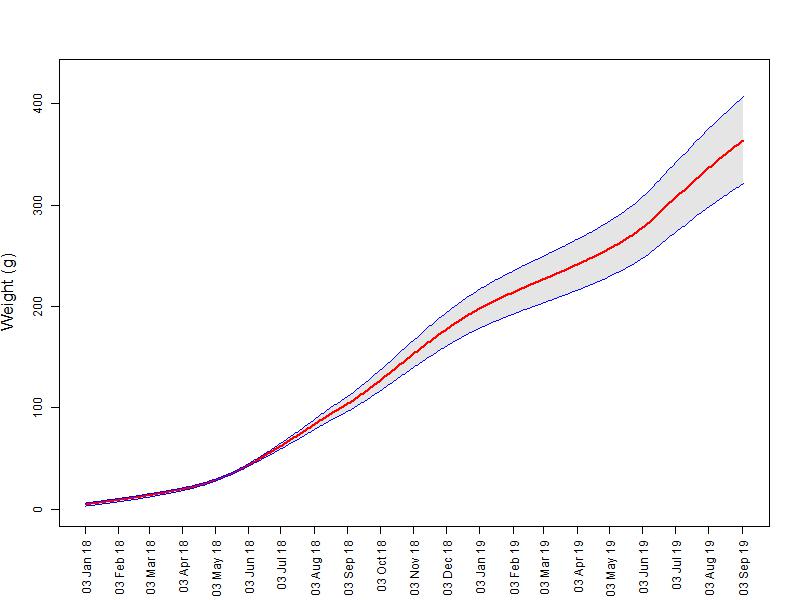 Weight (g)
400
300
200
100
0
03 Jan 18
03 Feb 18
03 Mar 18
03 Apr 18
03 May 18
03 Jun 18
03 Jul 18
03 Aug 18
03 Sep 18
03 Oct 18
03 Nov 18
03 Dec 18
03 Jan 19
03 Feb 19
03 Mar 19
03 Apr 19
03 May 19
03 Jun 19
03 Jul 19
03 Aug 19
03 Sep 19